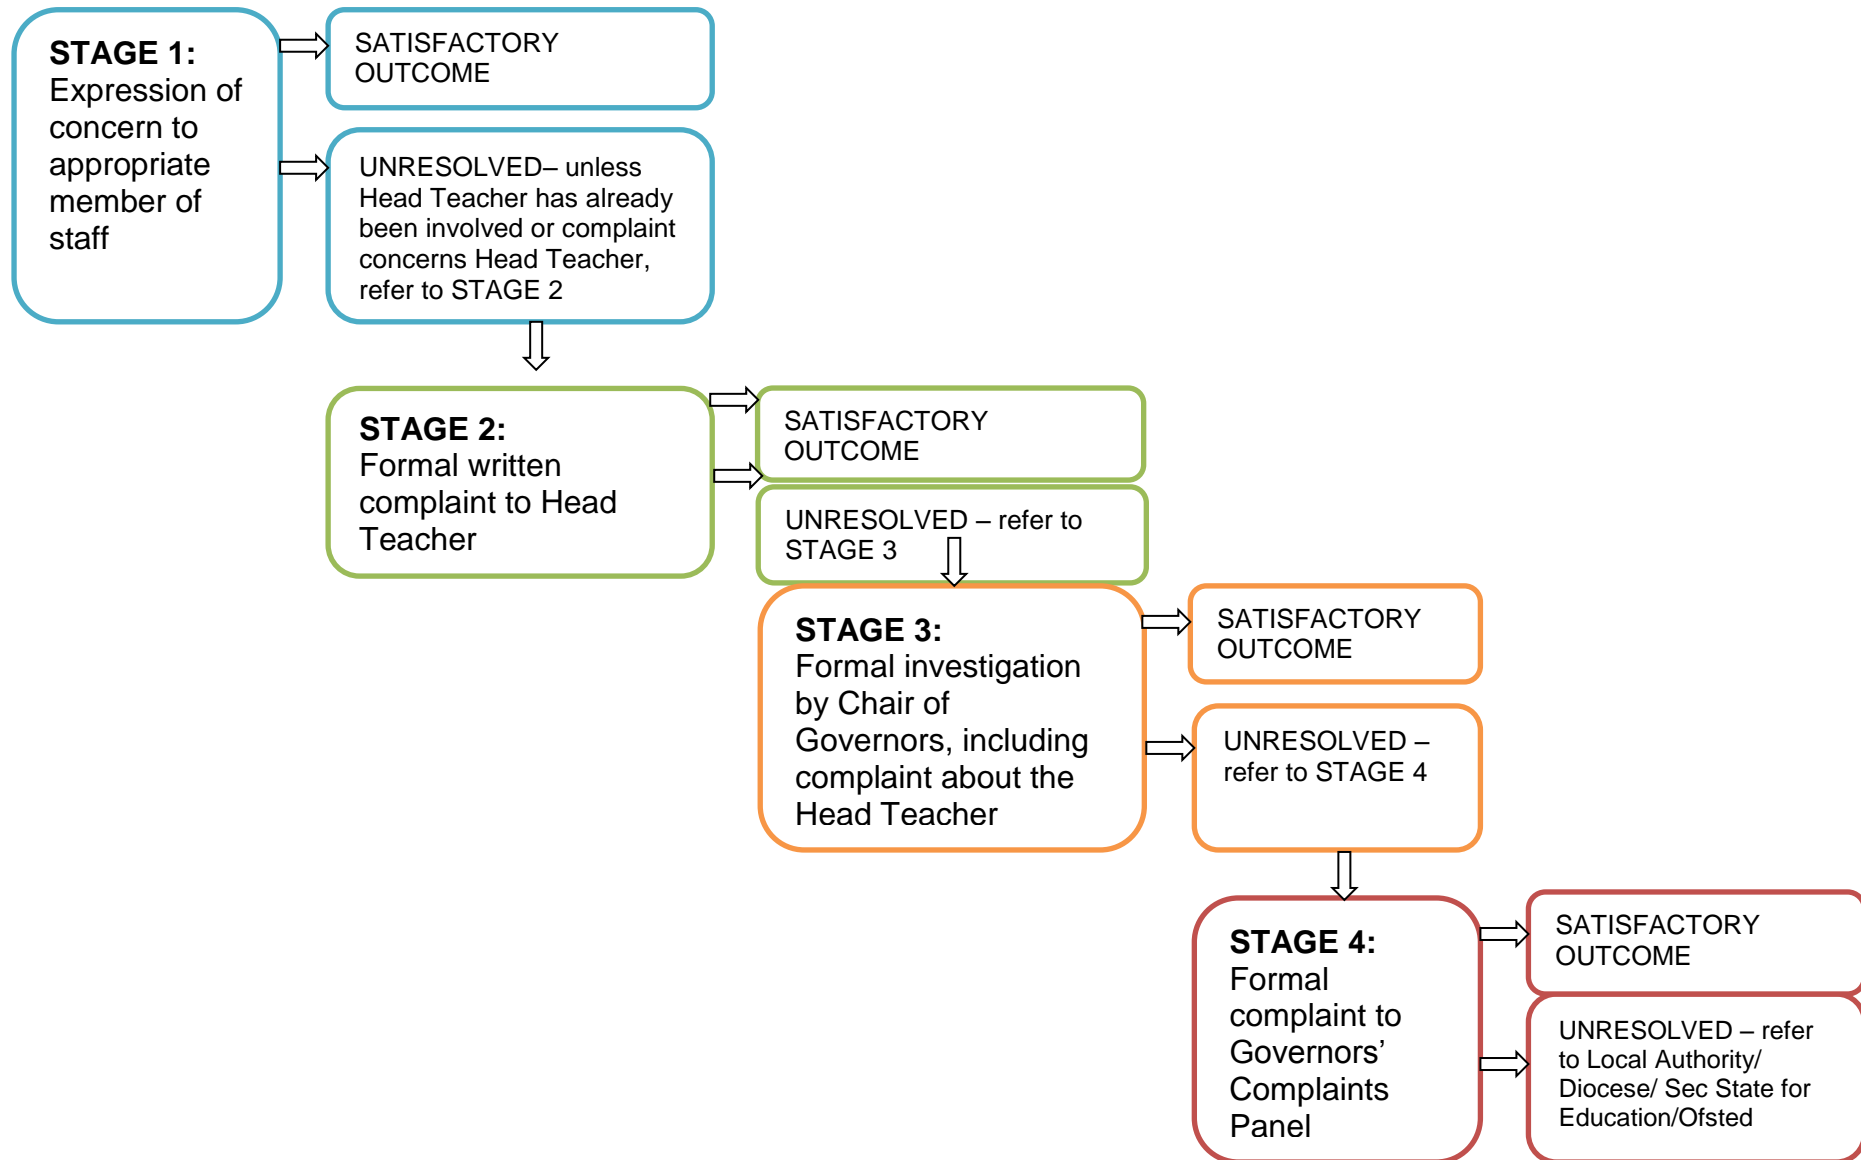 STAGE 1:
Expression of
concern to
appropriate
member of
staff
SATISFACTORY
OUTCOME
UNRESOLVED– unless
Head Teacher has already
been involved or complaint
concerns Head Teacher,
refer to STAGE 2
STAGE 2:
Formal written
complaint to Head
Teacher
SATISFACTORY
OUTCOME
UNRESOLVED – refer to
STAGE 3
STAGE 3:
Formal investigation
by Chair of
Governors, including
complaint about the
Head Teacher
SATISFACTORY
OUTCOME
UNRESOLVED –
refer to STAGE 4
STAGE 4:
Formal
complaint to
Governors’
Complaints
Panel
SATISFACTORY
OUTCOME
UNRESOLVED – refer
to Local Authority/
Diocese/ Sec State for
Education/Ofsted